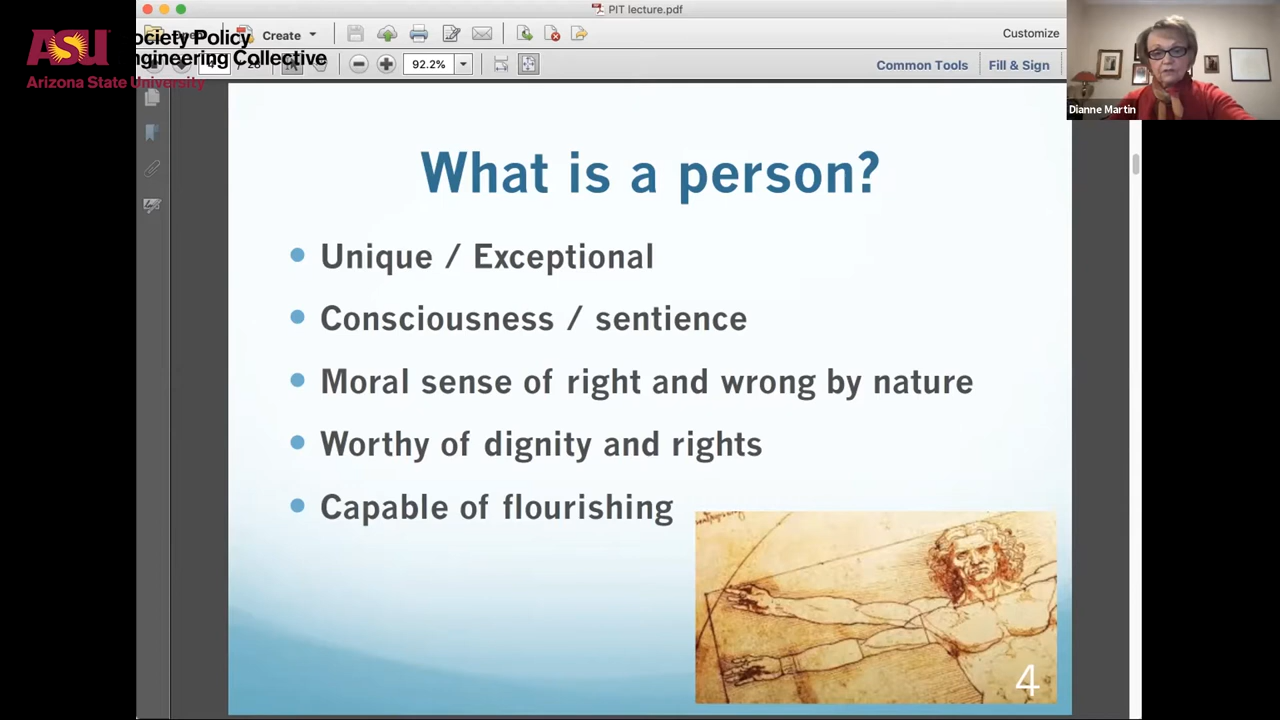 PIT lecture.pdf
Create
Customize
ASU
Arizona State University
ociety Policy
ngineering Collective
92.2%
Common Tools
Fill & Sign
Dianne Martin
What is a person?
Unique / Exceptional
Consciousness / sentience
Moral sense of right and wrong by nature
Worthy of dignity and rights
Capable of flourishing
4